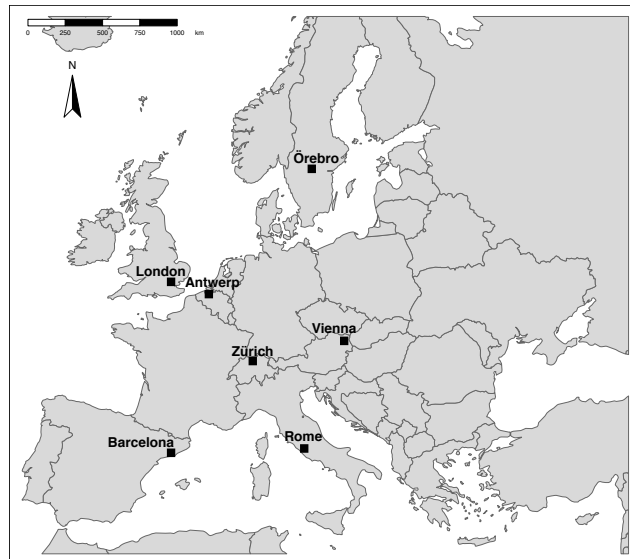 0 250 500 750 1000 km
N
Örebro
London
Antwerp
Vienna
Zürich
Barcelona
Rome